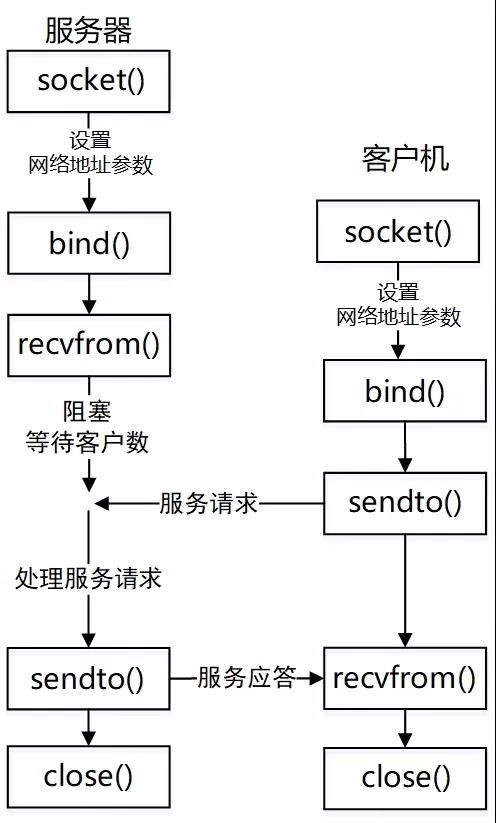 服务器
socket()
设置
网络地址参数
bind()
recvfrom()
阻塞
等待客户数
处理服务请求
sendto()
close()
客户机
socket()
设置
网络地址参数
bind()
sendto()
服务请求
服务应答
recvfrom()
close()